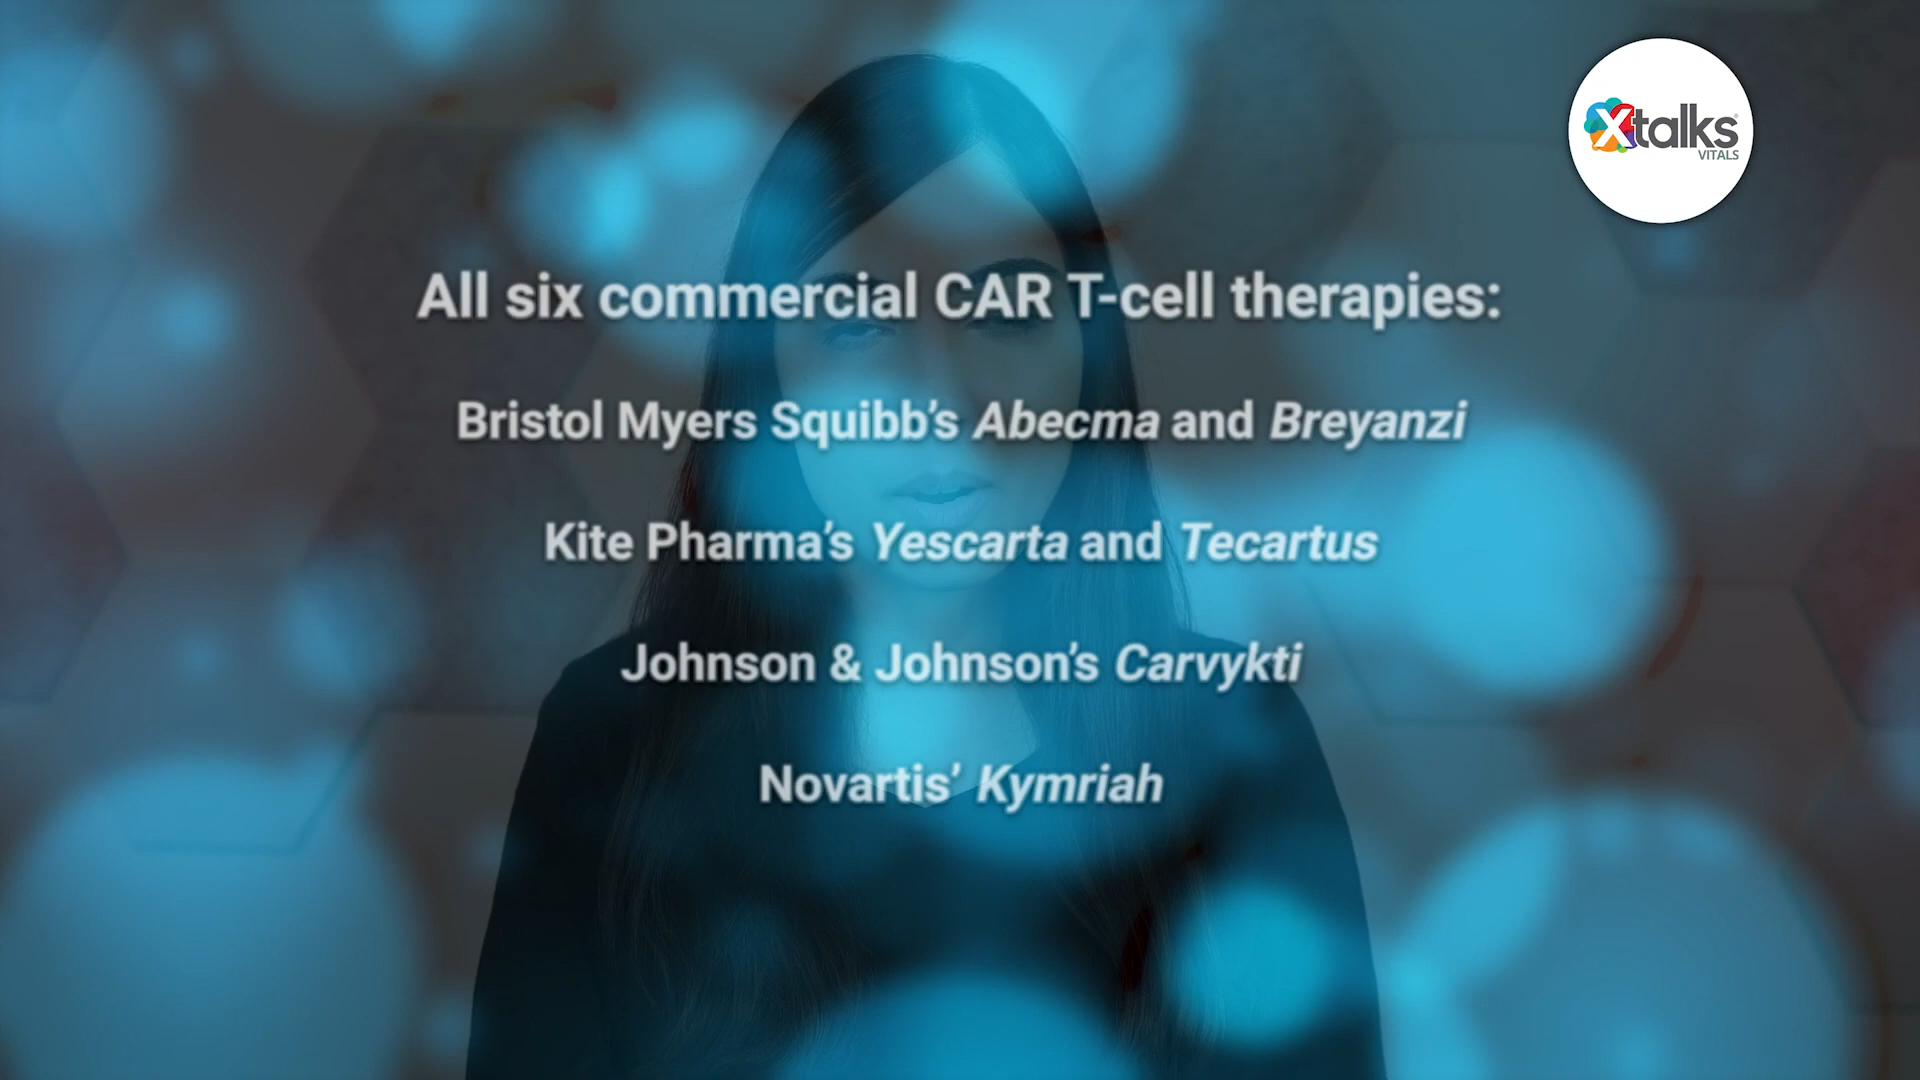 Xtalks
VITALS
All six commercial CAR T-cell therapies:
Bristol Myers Squibb’s Abecma and Breyanzi
Kite Pharma’s Yescarta and Tecartus
Johnson & Johnson’s Carvykti
Novartis’ Kymriah